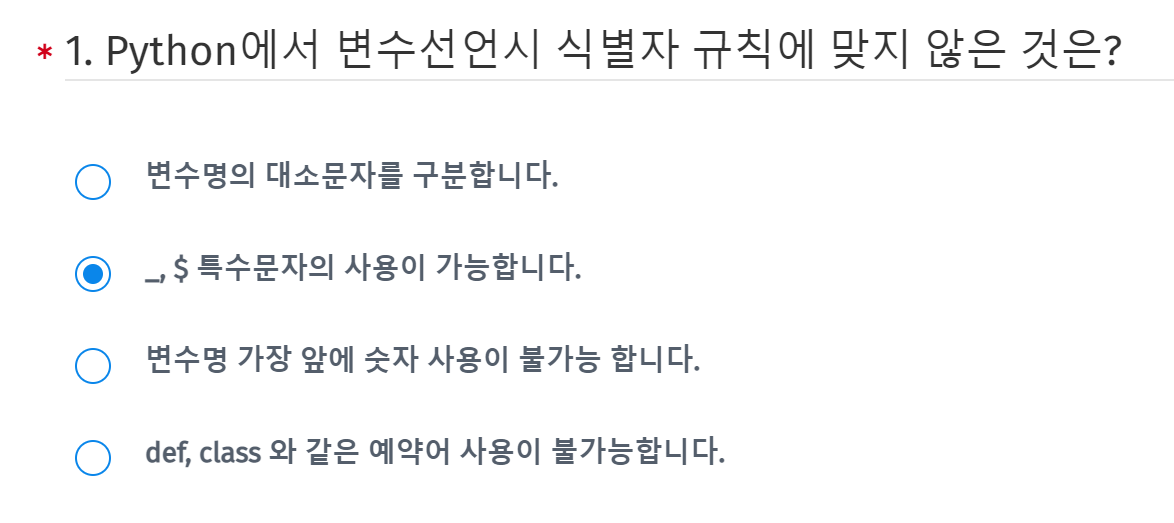 * 1. Python에서 변수선언시 식별자 규칙에 맞지 않은 것은?
변수명의 대소문자를 구분합니다.
_, $ 특수문자의 사용이 가능합니다.
변수명 가장 앞에 숫자 사용이 불가능 합니다.
def, class 와 같은 예약어 사용이 불가능합니다.